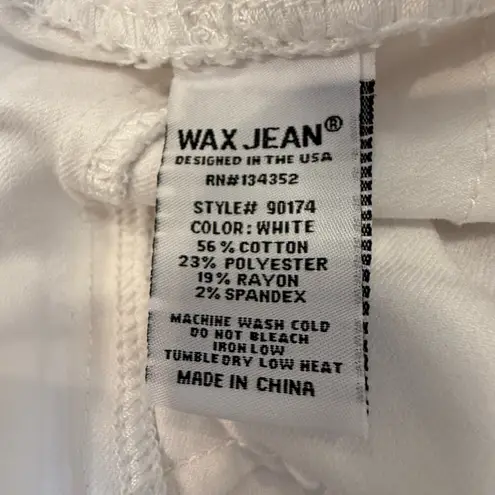 WAX JEAN®
DESIGNED IN THE USA
RN#134352
STYLE# 90174
COLOR: WHITE
56% COTTON
23% POLYESTER
19% RAYON
2% SPANDEX
MACHINE WASH COLD
DO NOT BLEACH
IRON LOW
TUMBLE DRY LOW HEAT
MADE IN CHINA